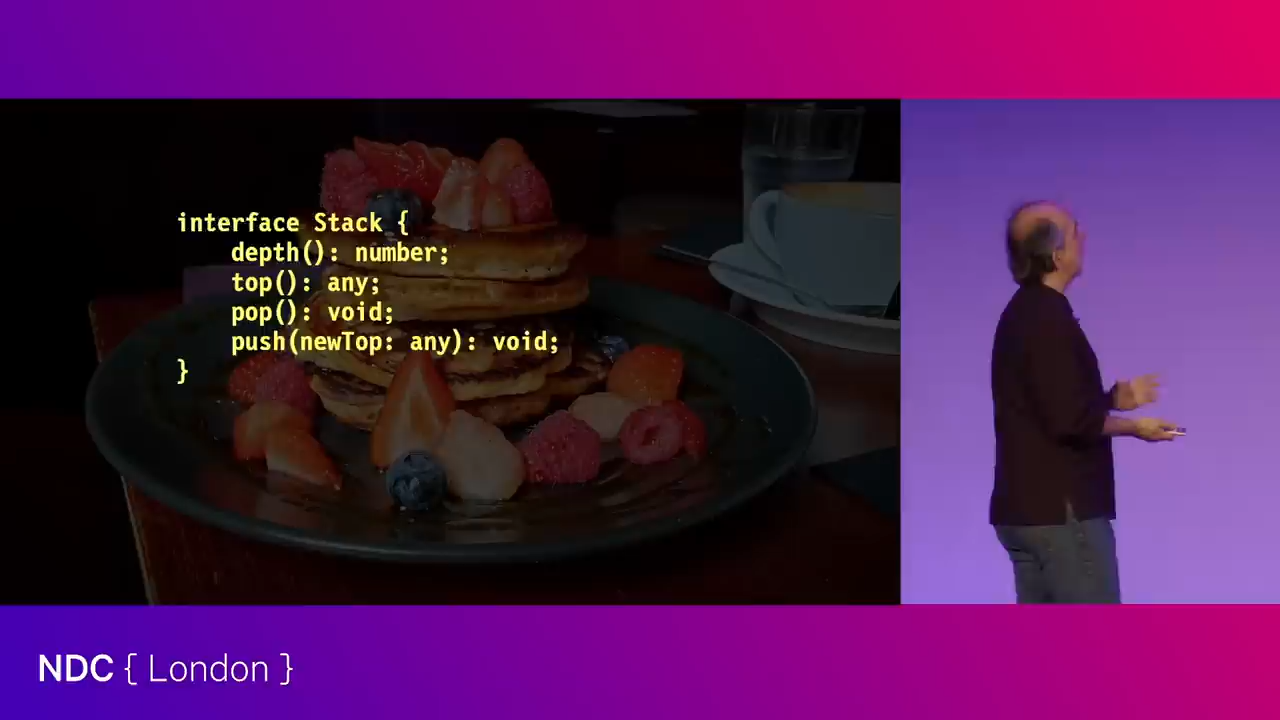 interface Stack {
    depth(): number;
    top(): any;
    pop(): void;
    push(newTop: any): void;
}
NDC { London }